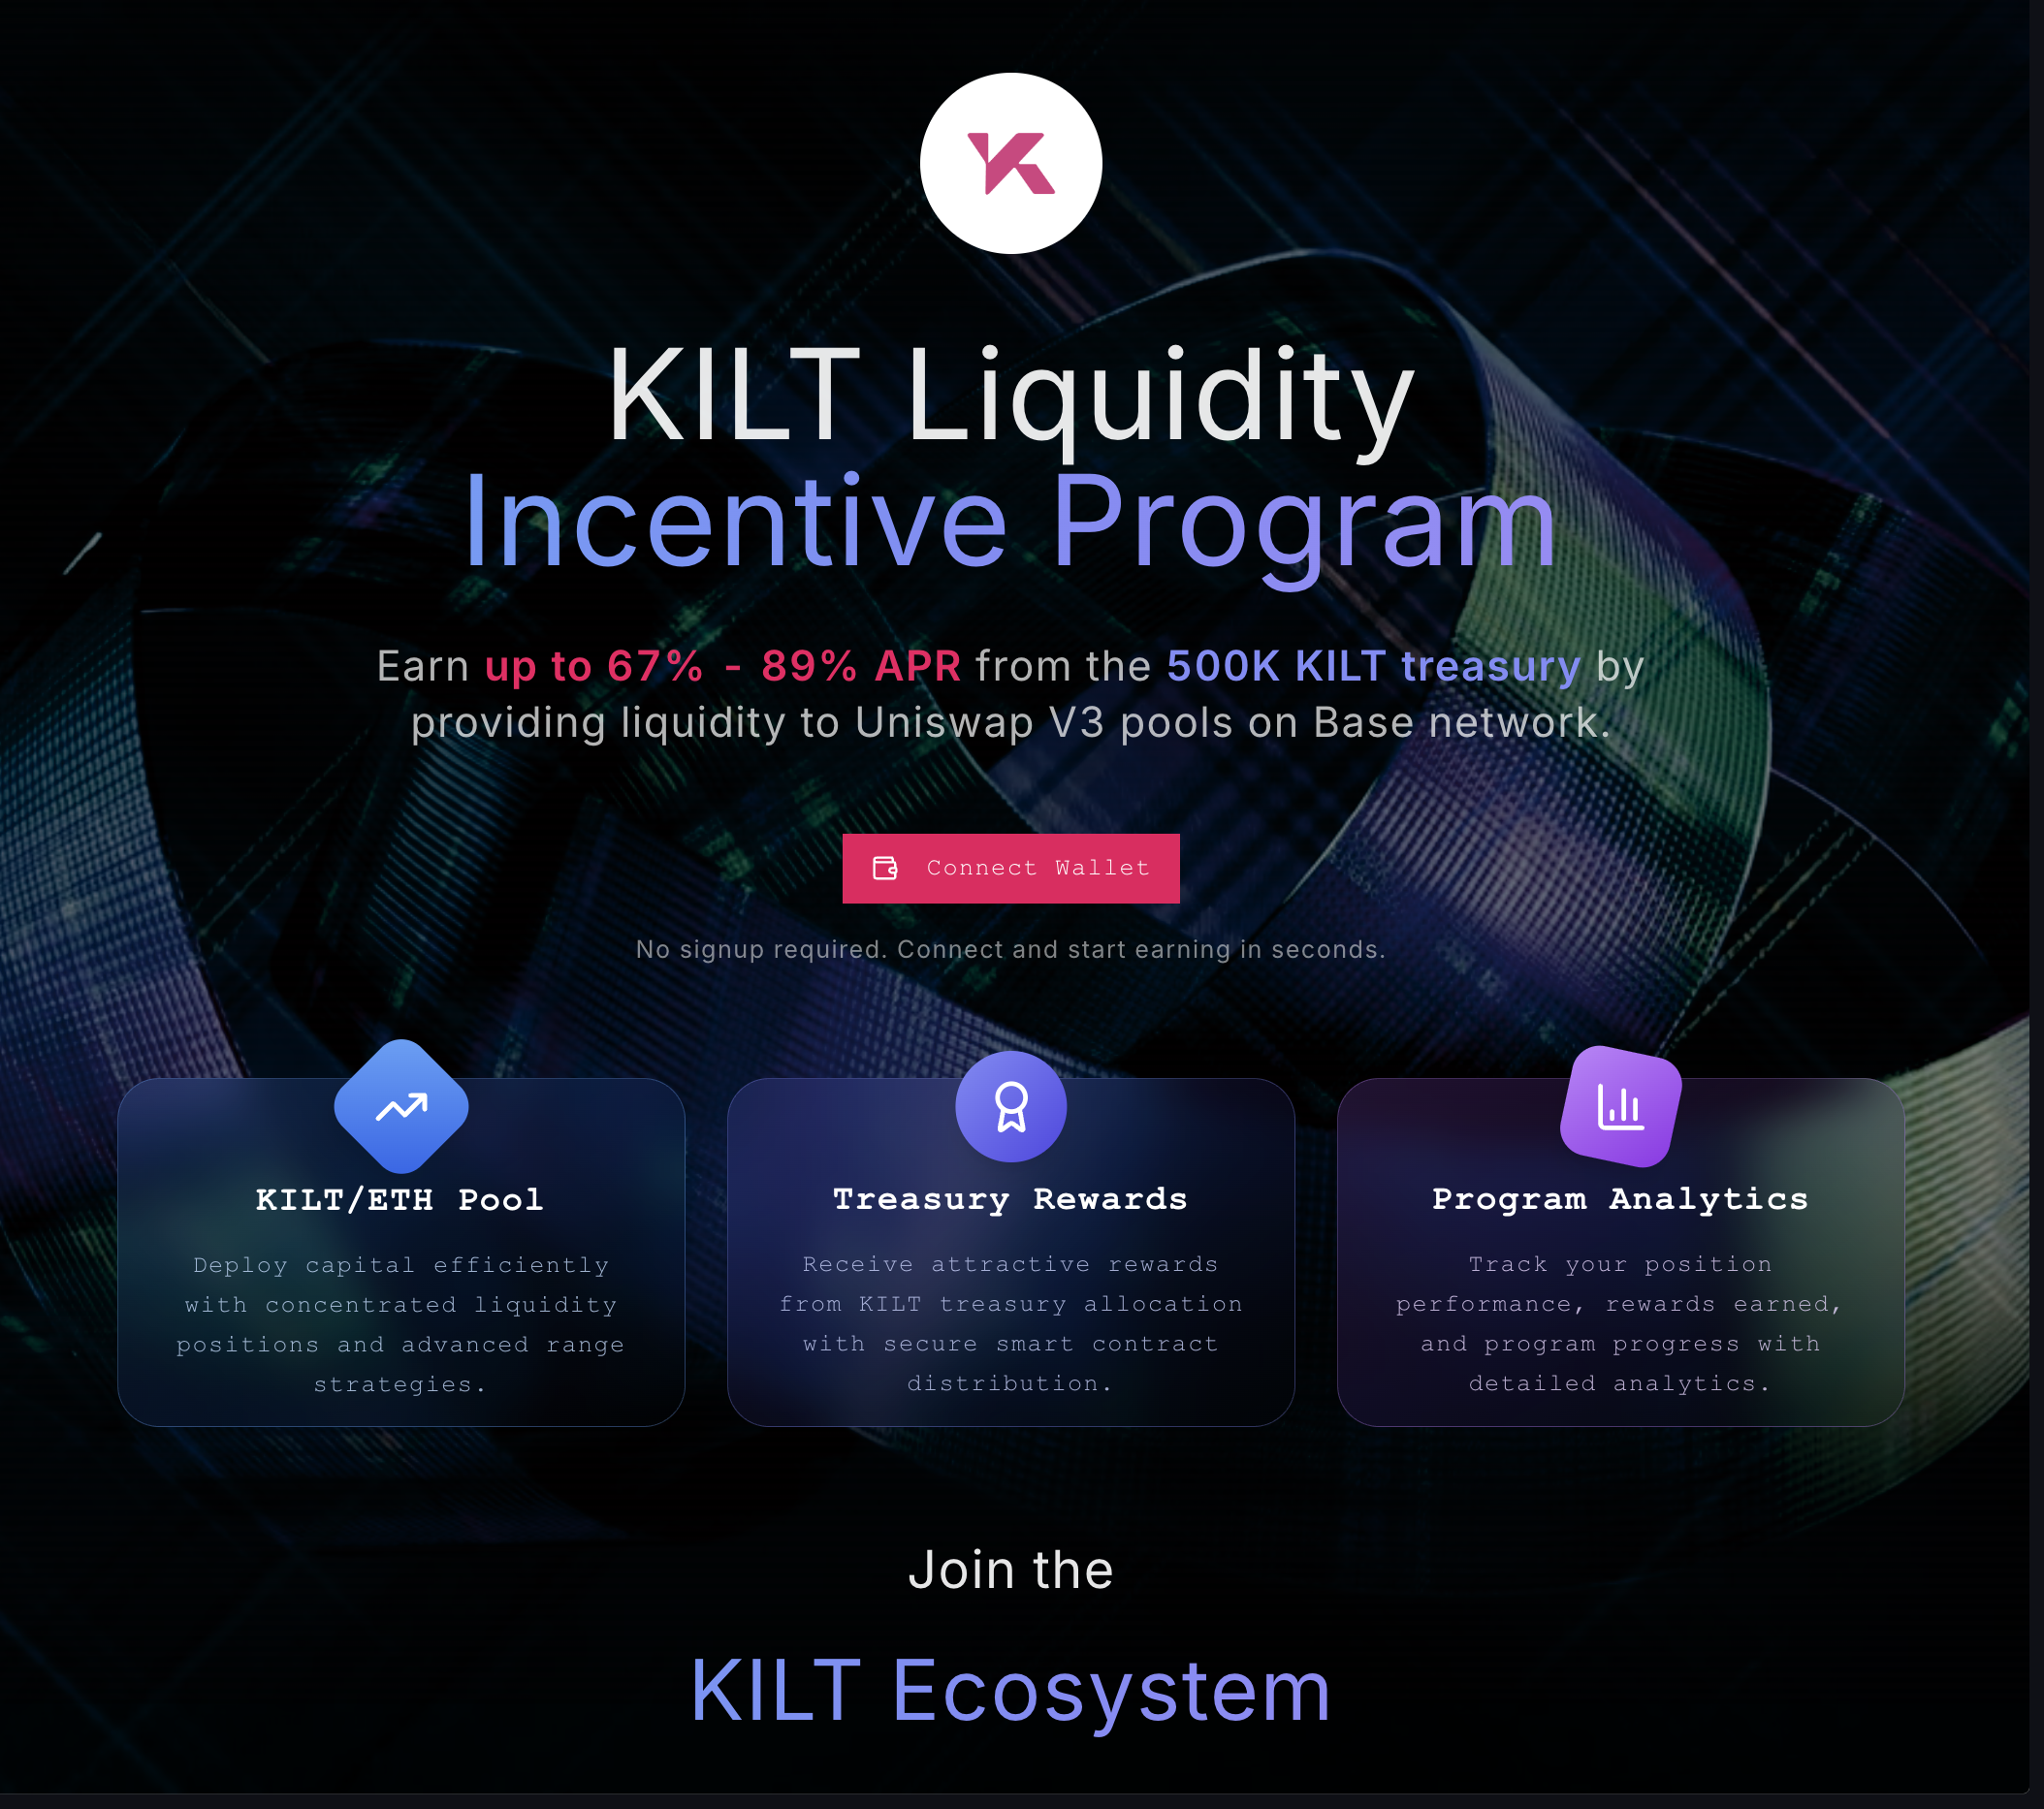 KILT Liquidity
Incentive Program
Earn up to 67% - 89% APR from the 500K KILT treasury by
providing liquidity to Uniswap V3 pools on Base network.
Connect Wallet
No signup required. Connect and start earning in seconds.
KILT/ETH Pool
Deploy capital efficiently
with concentrated liquidity
positions and advanced range
strategies.
Treasury Rewards
Receive attractive rewards
from KILT treasury allocation
with secure smart contract
distribution.
Program Analytics
Track your position
performance, rewards earned,
and program progress with
detailed analytics.
Join the
KILT Ecosystem